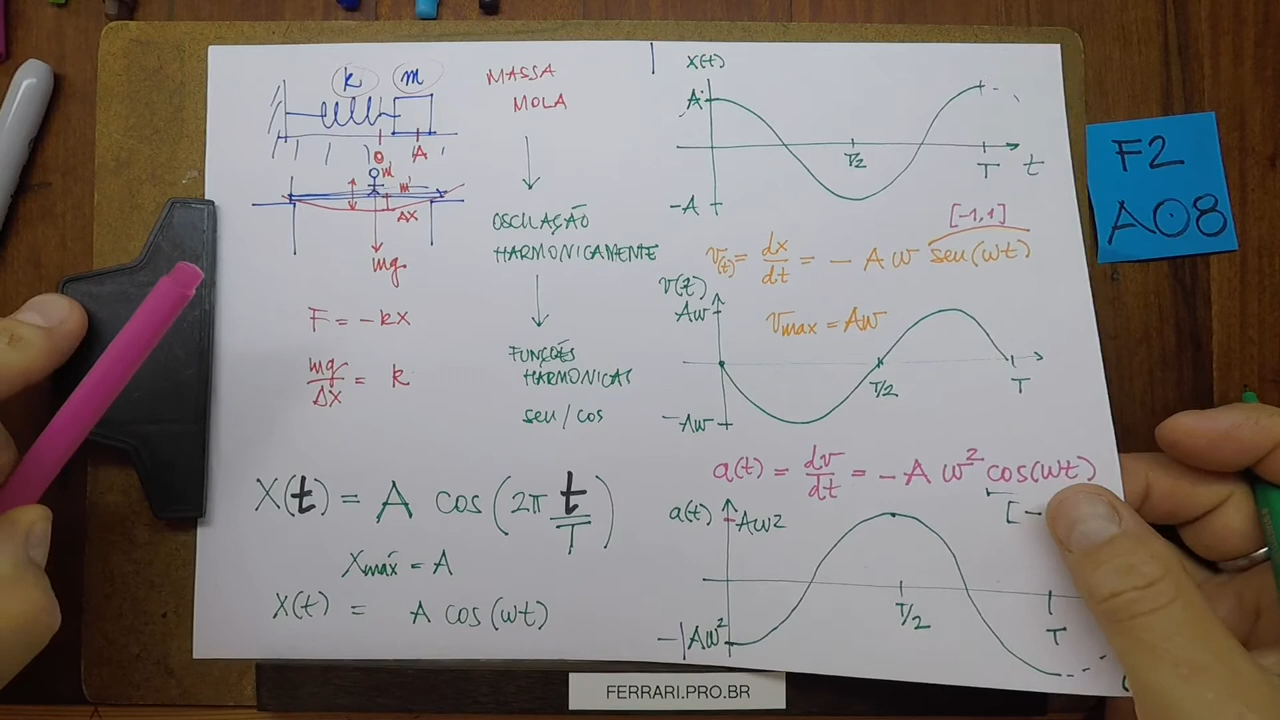 k m
MASSA
MOLA
0 A
m
Δx
mg
OSCILAÇÃO
HARMONICAMENTE
F = -kx
mg/Δx = k
FUNÇÕES
HARMONICAS
seu / cos
X(t) = A cos(2π t/T)
Xmáx = A
X(t) = A cos(ωt)
X(t)
A
T/2 T t
-A
[-1,1]
v(t) = dx/dt = - A ω seu(ωt)
v(t)
Aω
vmax = Aω
T/2 T
-Aω
a(t) = dv/dt = - A ω² cos(ωt)
[-
a(t) Aω2
T/2 T
-Aω²
F2
A08
FERRARI.PRO.BR